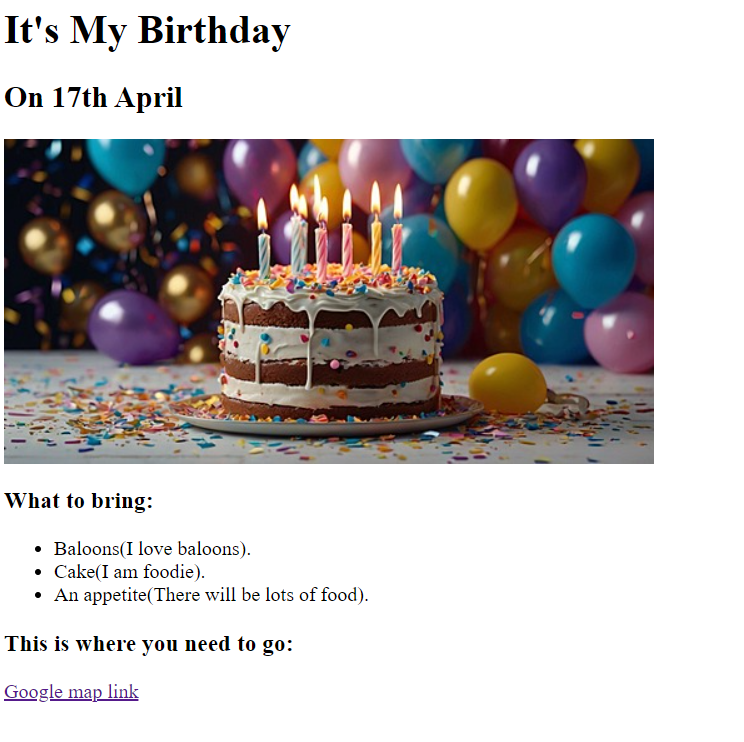 It's My Birthday
On 17th April
What to bring:
Baloons(I love baloons).
Cake(I am foodie).
An appetite(There will be lots of food).
This is where you need to go:
Google map link